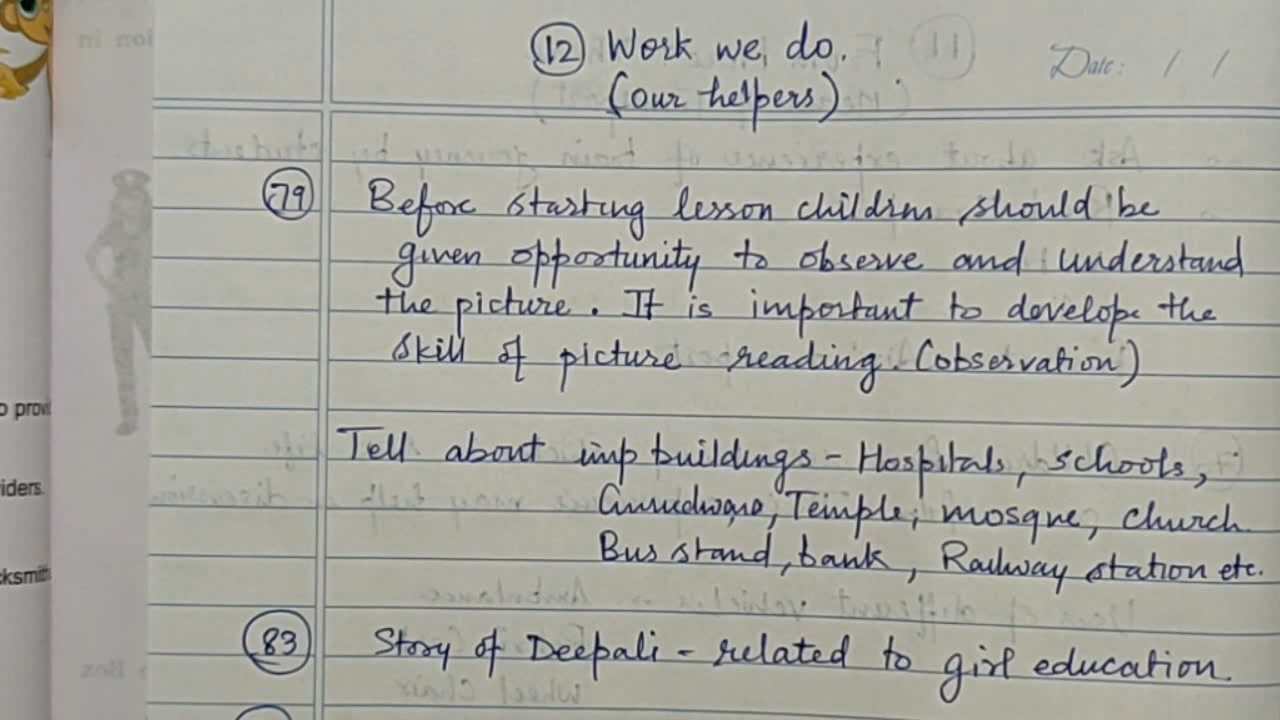 12 Work we do.
(our helpers)
Date: / /
79 Before starting lesson children should be
given opportunity to observe and understand
the picture. It is important to develope the
skill of picture reading. (observation)
Tell about imp buildings - Hospitals, schools,
Gurudwara, Temple, mosque, church
Bus stand, bank, Railway station etc.
83 Story of Deepali - related to girl education.
o provi
iders.
cksmith